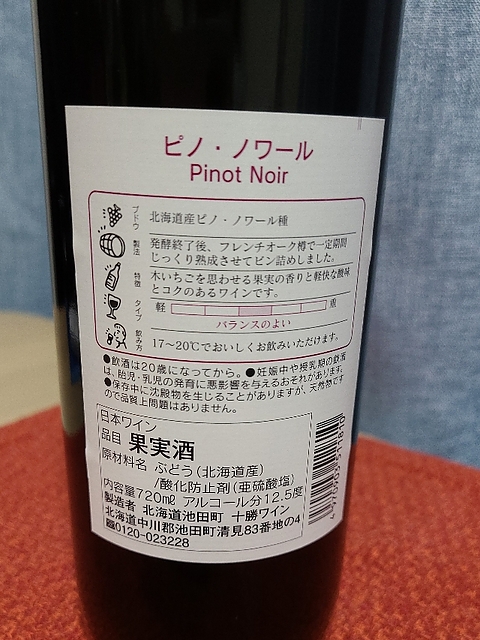 ピノ・ノワール
Pinot Noir
ブドウ 北海道産ピノ・ノワール種
製法 発酵終了後、フレンチオーク樽で一定期間
じっくり熟成させてビン詰めしました。
特徴 木いちごを思わせる果実の香りと軽快な酸味
とコクのあるワインです。
タイプ 軽 重
バランスのよい
飲み方 17～20℃でおいしくお飲みいただけます。
●飲酒は20歳になってから。●妊娠中や授乳期の飲酒
は、胎児・乳児の発育に悪影響を与えるおそれがあります。
●保存中に沈殿物を生じることがありますが、天然物です
ので品質上問題はありません。
日本ワイン
品目 果実酒
原材料名 ぶどう(北海道産)
/酸化防止剤(亜硫酸塩)
内容量720ml アルコール分12.5度
製造者 北海道池田町 十勝ワイン
北海道中川郡池田町清見83番地の4
0120-023228